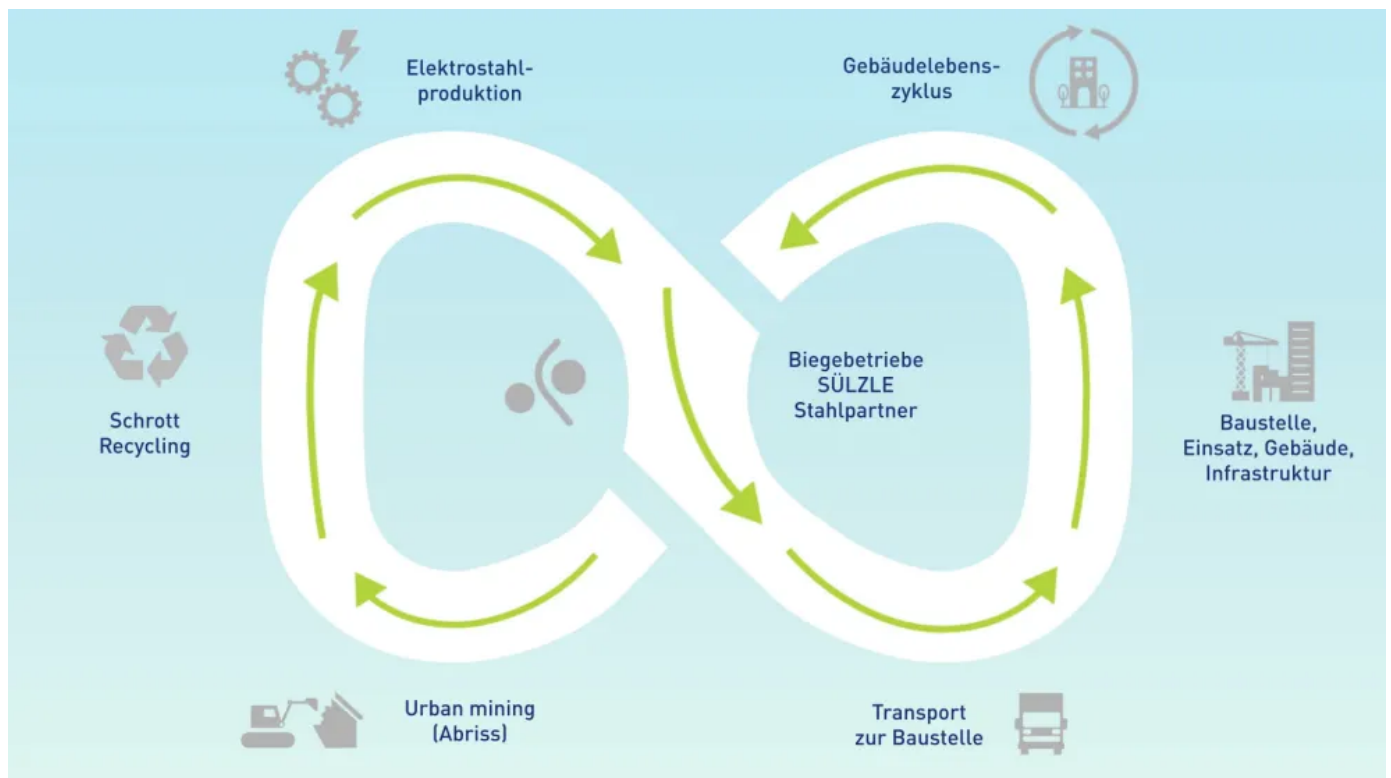 Elektrostahl-
produktion
Gebäudelebens-
zyklus
Biegebetriebe
SÜLZLE
Stahlpartner
Schrott
Recycling
Baustelle,
Einsatz, Gebäude,
Infrastruktur
Urban mining
(Abriss)
Transport
zur Baustelle